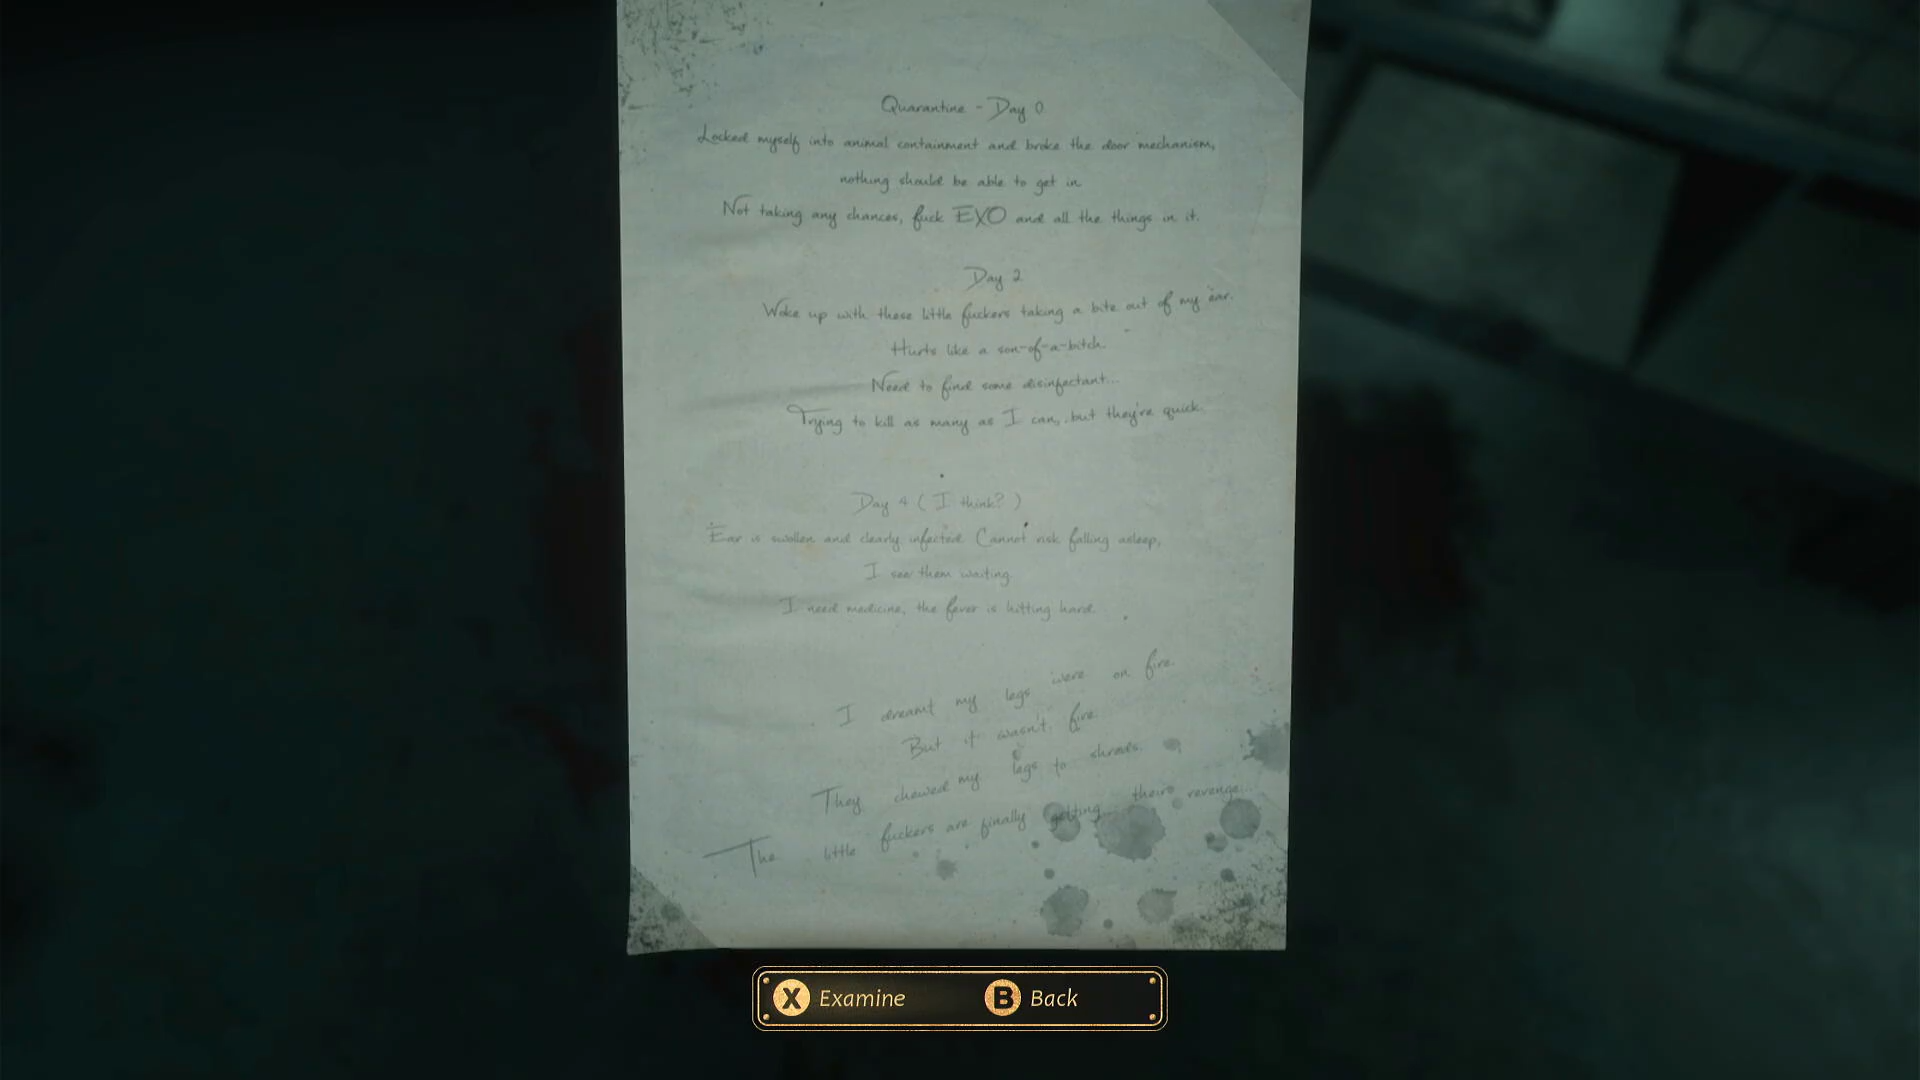 Quarantine - Day 0
Locked myself into animal containment and broke the door mechanism,
nothing should be able to get in.
Not taking any chances, fuck EXO and all the things in it.
Day 2
Woke up with these little fuckers taking a bite out of my ear.
Hurts like a son-of-a-bitch.
Need to find some disinfectant...
Trying to kill as many as I can, but they're quick.
Day 4 ( I think? )
Ear is swollen and clearly infected. Cannot risk falling asleep,
I see them waiting.
I need medicine, the fever is hitting hard.
I dreamt my legs were on fire.
But it wasn't fire.
They chewed my legs to shreds.
The little fuckers are finally getting their revenge...
X Examine B Back